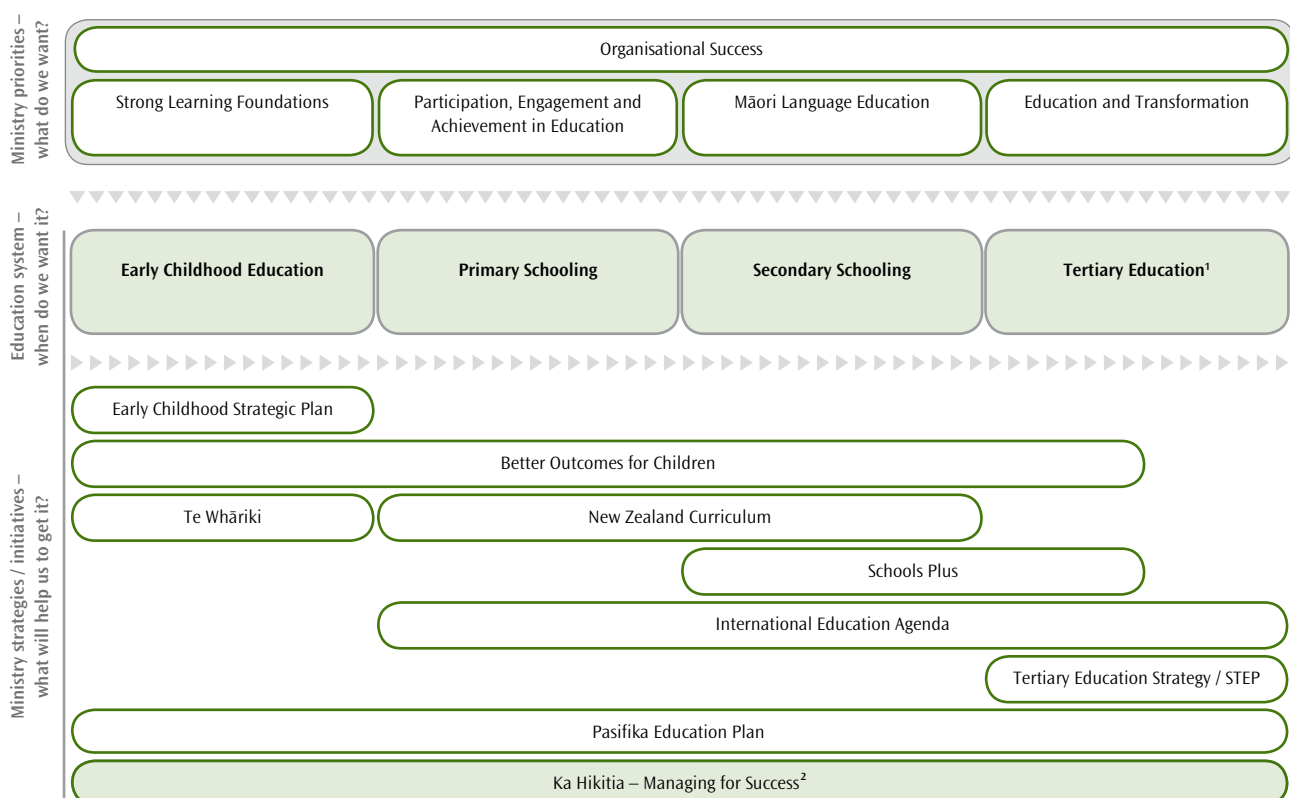 Ministry priorities –
what do we want?
Organisational Success
Strong Learning Foundations
Participation, Engagement and
Achievement in Education
Māori Language Education
Education and Transformation
Education system –
when do we want it?
Early Childhood Education
Primary Schooling
Secondary Schooling
Tertiary Education¹
Ministry strategies / initiatives –
what will help us to get it?
Early Childhood Strategic Plan
Better Outcomes for Children
Te Whāriki
New Zealand Curriculum
Schools Plus
International Education Agenda
Tertiary Education Strategy / STEP
Pasifika Education Plan
Ka Hikitia – Managing for Success²